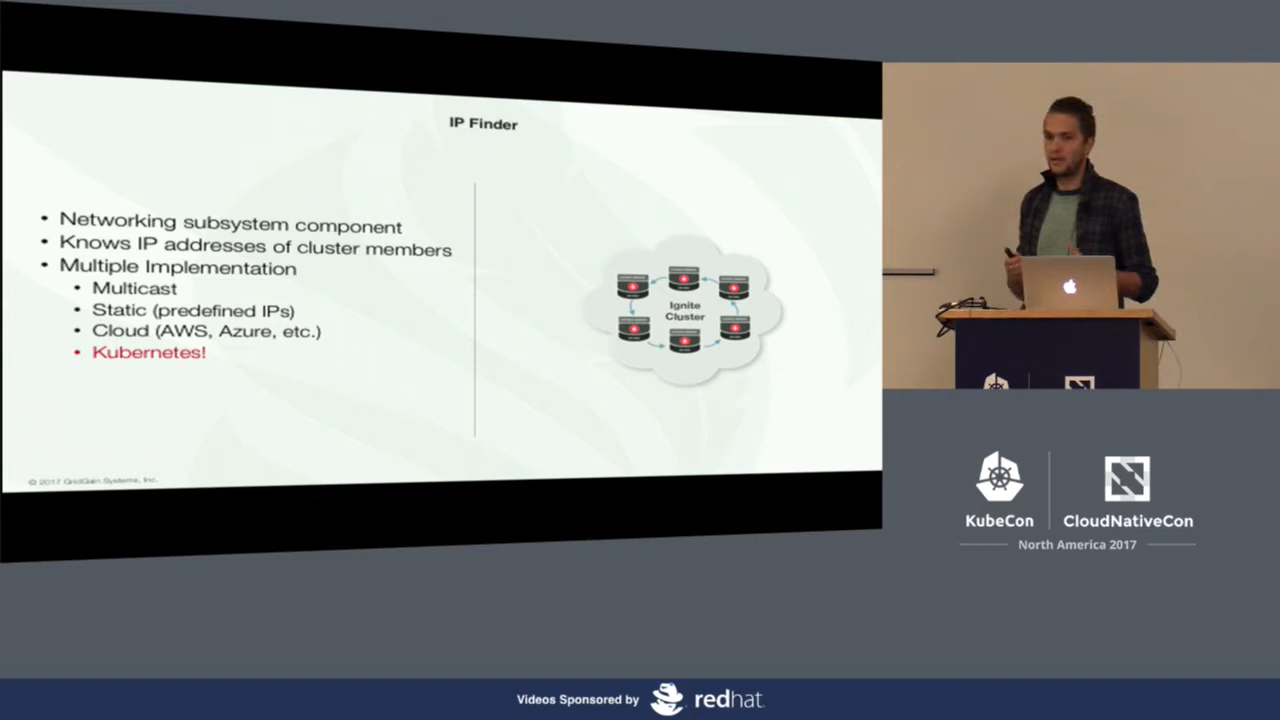 IP Finder
• Networking subsystem component
• Knows IP addresses of cluster members
• Multiple Implementation
• Multicast
• Static (predefined IPs)
• Cloud (AWS, Azure, etc.)
• Kubernetes!
Ignite
Cluster
© 2017 GridGain Systems, Inc.
KubeCon
CloudNativeCon
North America 2017
Videos Sponsored by
redhat